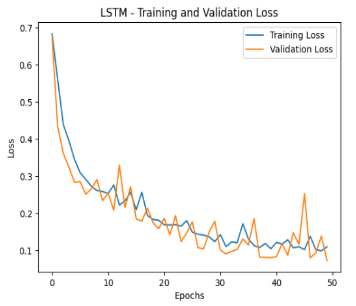 LSTM - Training and Validation Loss
Training Loss
Validation Loss
Loss
0.7
0.6
0.5
0.4
0.3
0.2
0.1
0 10 20 30 40 50
Epochs